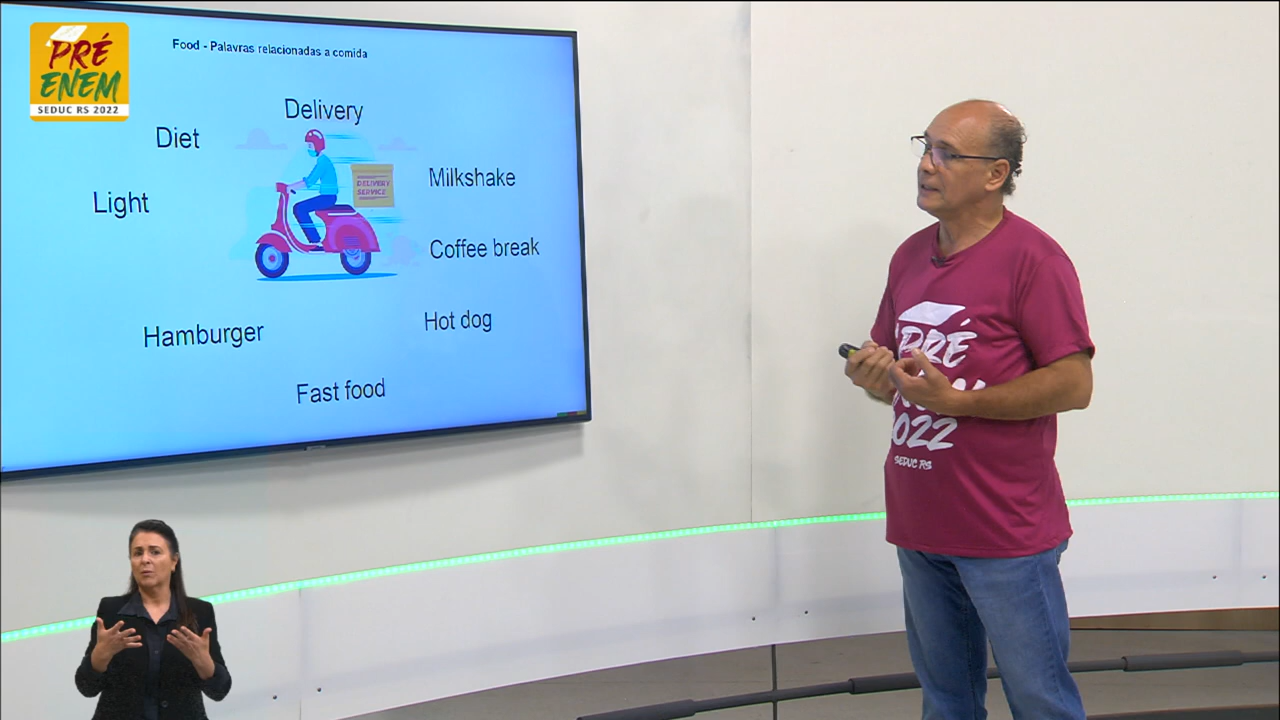 PRÉ
ENEM
SEDUC RS 2022
Food - Palavras relacionadas a comida
Delivery
Diet
Milkshake
Light
DELIVERY
SERVICE
Coffee break
Hamburger
Hot dog
Fast food
PRÉ
2022
SEDUC RS